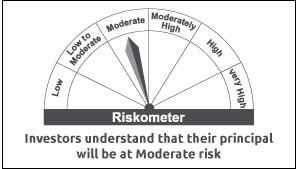 Low
Low to
Moderate
Moderate
Moderately
High
High
very High
Riskometer
Investors understand that their principal
will be at Moderate risk